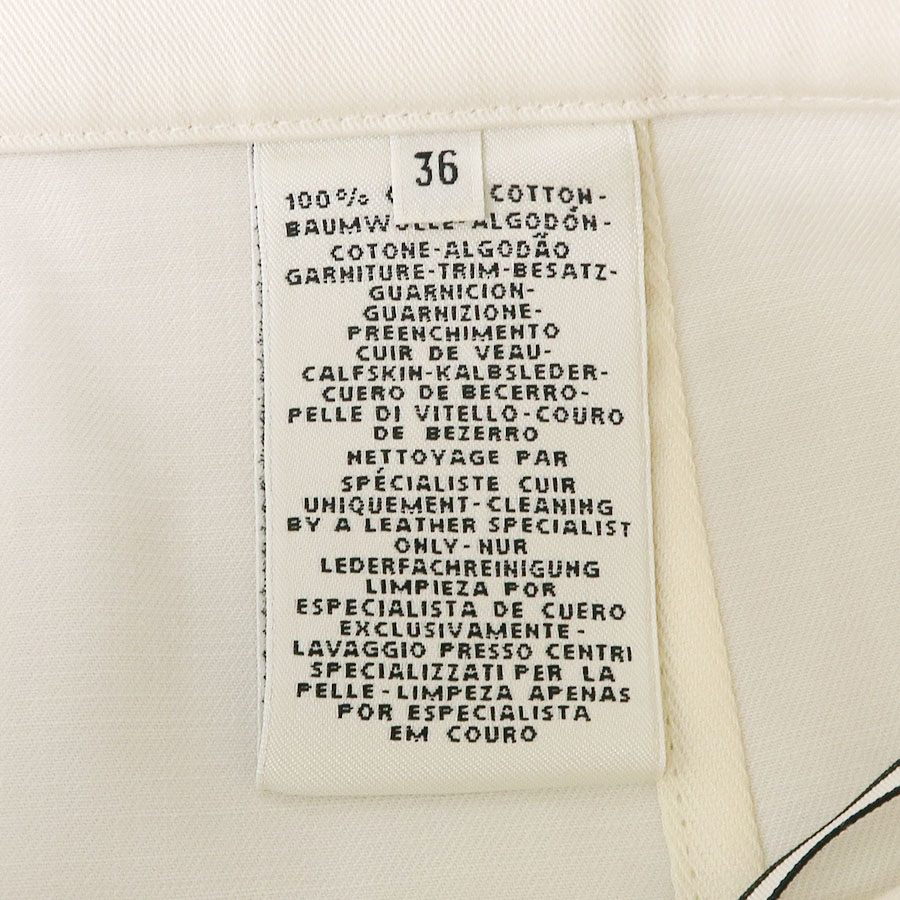 36
100% COTTON-
ALGODÓN-
COTONE-ALGODÃO
GARNITURE-TRIM-BESATZ-
GUARNICION-
GUARNIZIONE-
PREENCHIMENTO
CUIR DE VEAU-
CALFSKIN-KALBSLEDER-
CUERO DE BECERRO-
PELLE DI VITELLO-COURO
DE BEZERRO
NETTOYAGE PAR
SPÉCIALISTE CUIR
UNIQUEMENT-CLEANING
BY A LEATHER SPECIALIST
ONLY-NUR
LEDERFACHREINIGUNG
LIMPIEZA POR
ESPECIALISTA DE CUERO
EXCLUSIVAMENTE-
LAVAGGIO PRESSO CENTRI
SPECIALIZZATI PER LA
PELLE-LIMPEZA APENAS
POR ESPECIALISTA
EM COURO